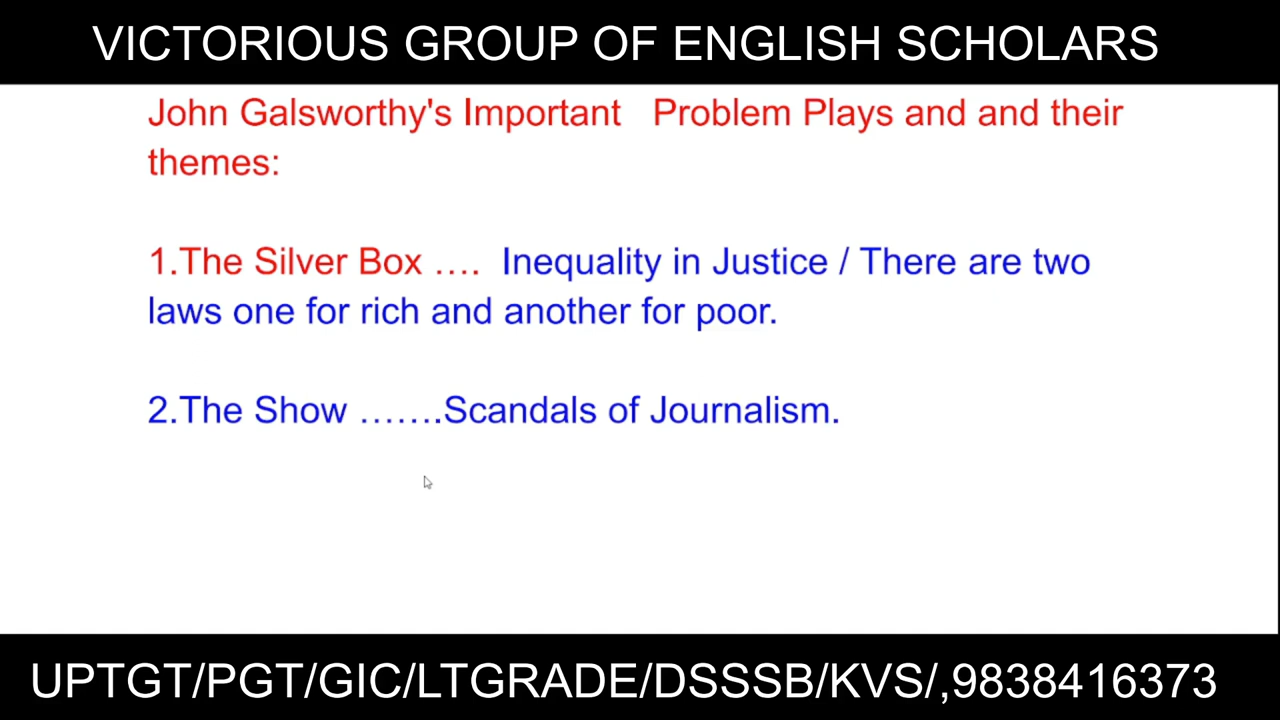 VICTORIOUS GROUP OF ENGLISH SCHOLARS
John Galsworthy's Important   Problem Plays and and their
themes:
1.The Silver Box ….  Inequality in Justice / There are two
laws one for rich and another for poor.
2.The Show …….Scandals of Journalism.
UPTGT/PGT/GIC/LTGRADE/DSSSB/KVS/,9838416373